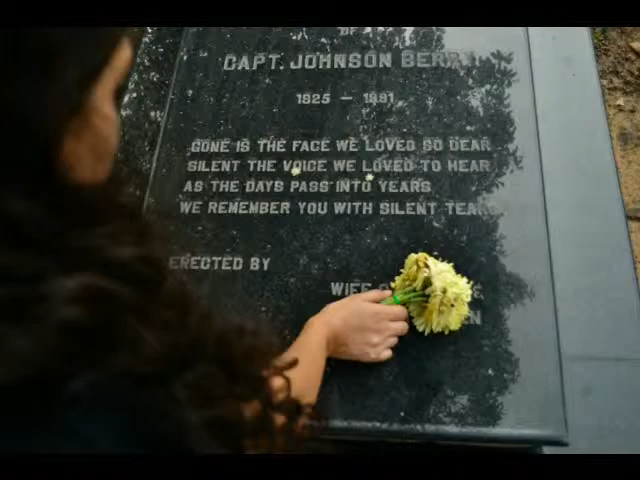 OF
CAPT. JOHNSON BERRY
1925 – 1991
GONE IS THE FACE WE LOVED SO DEAR
SILENT THE VOICE WE LOVED TO HEAR
AS THE DAYS PASS INTO YEARS
WE REMEMBER YOU WITH SILENT TEARS
ERECTED BY
WIFE